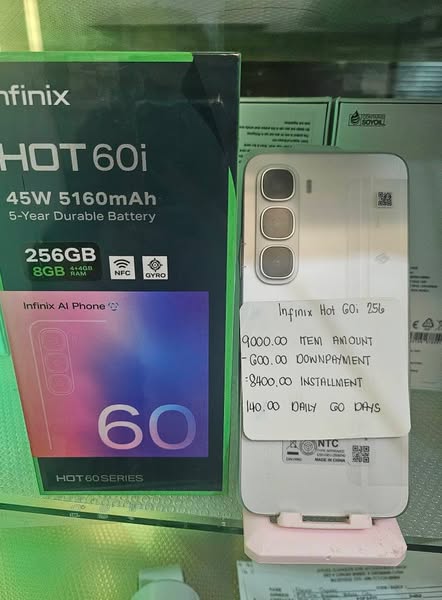 nfinix
HOT 60i
45W 5160mAh
5-Year Durable Battery
256GB
8GB 4+4GB
RAM
NFC
GYRO
Infinix AI Phone
60
HOT 60 SERIES
SOYOIL
Infinix Hot 60i 256
9000.00 ITEM AMOUNT
-600.00 DOWNPAYMENT
=8400.00 INSTALLMENT
140.00 DAILY 60 DAYS
NTC
MADE IN CHINA